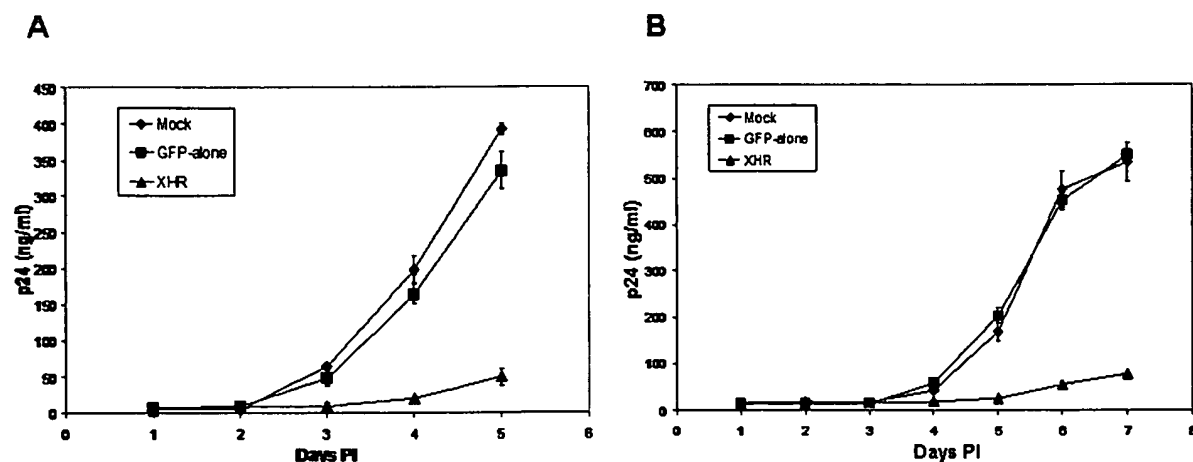 A
450
400
350
300
250
200
150
100
50
0
p24 (ng/ml)
Mock
GFP-alone
XHR
0 1 2 3 4 5 6
Days PI
B
700
600
500
400
300
200
100
0
p24 (ng/ml)
Mock
GFP-alone
XHR
0 1 2 3 4 5 6 7 8
Days PI